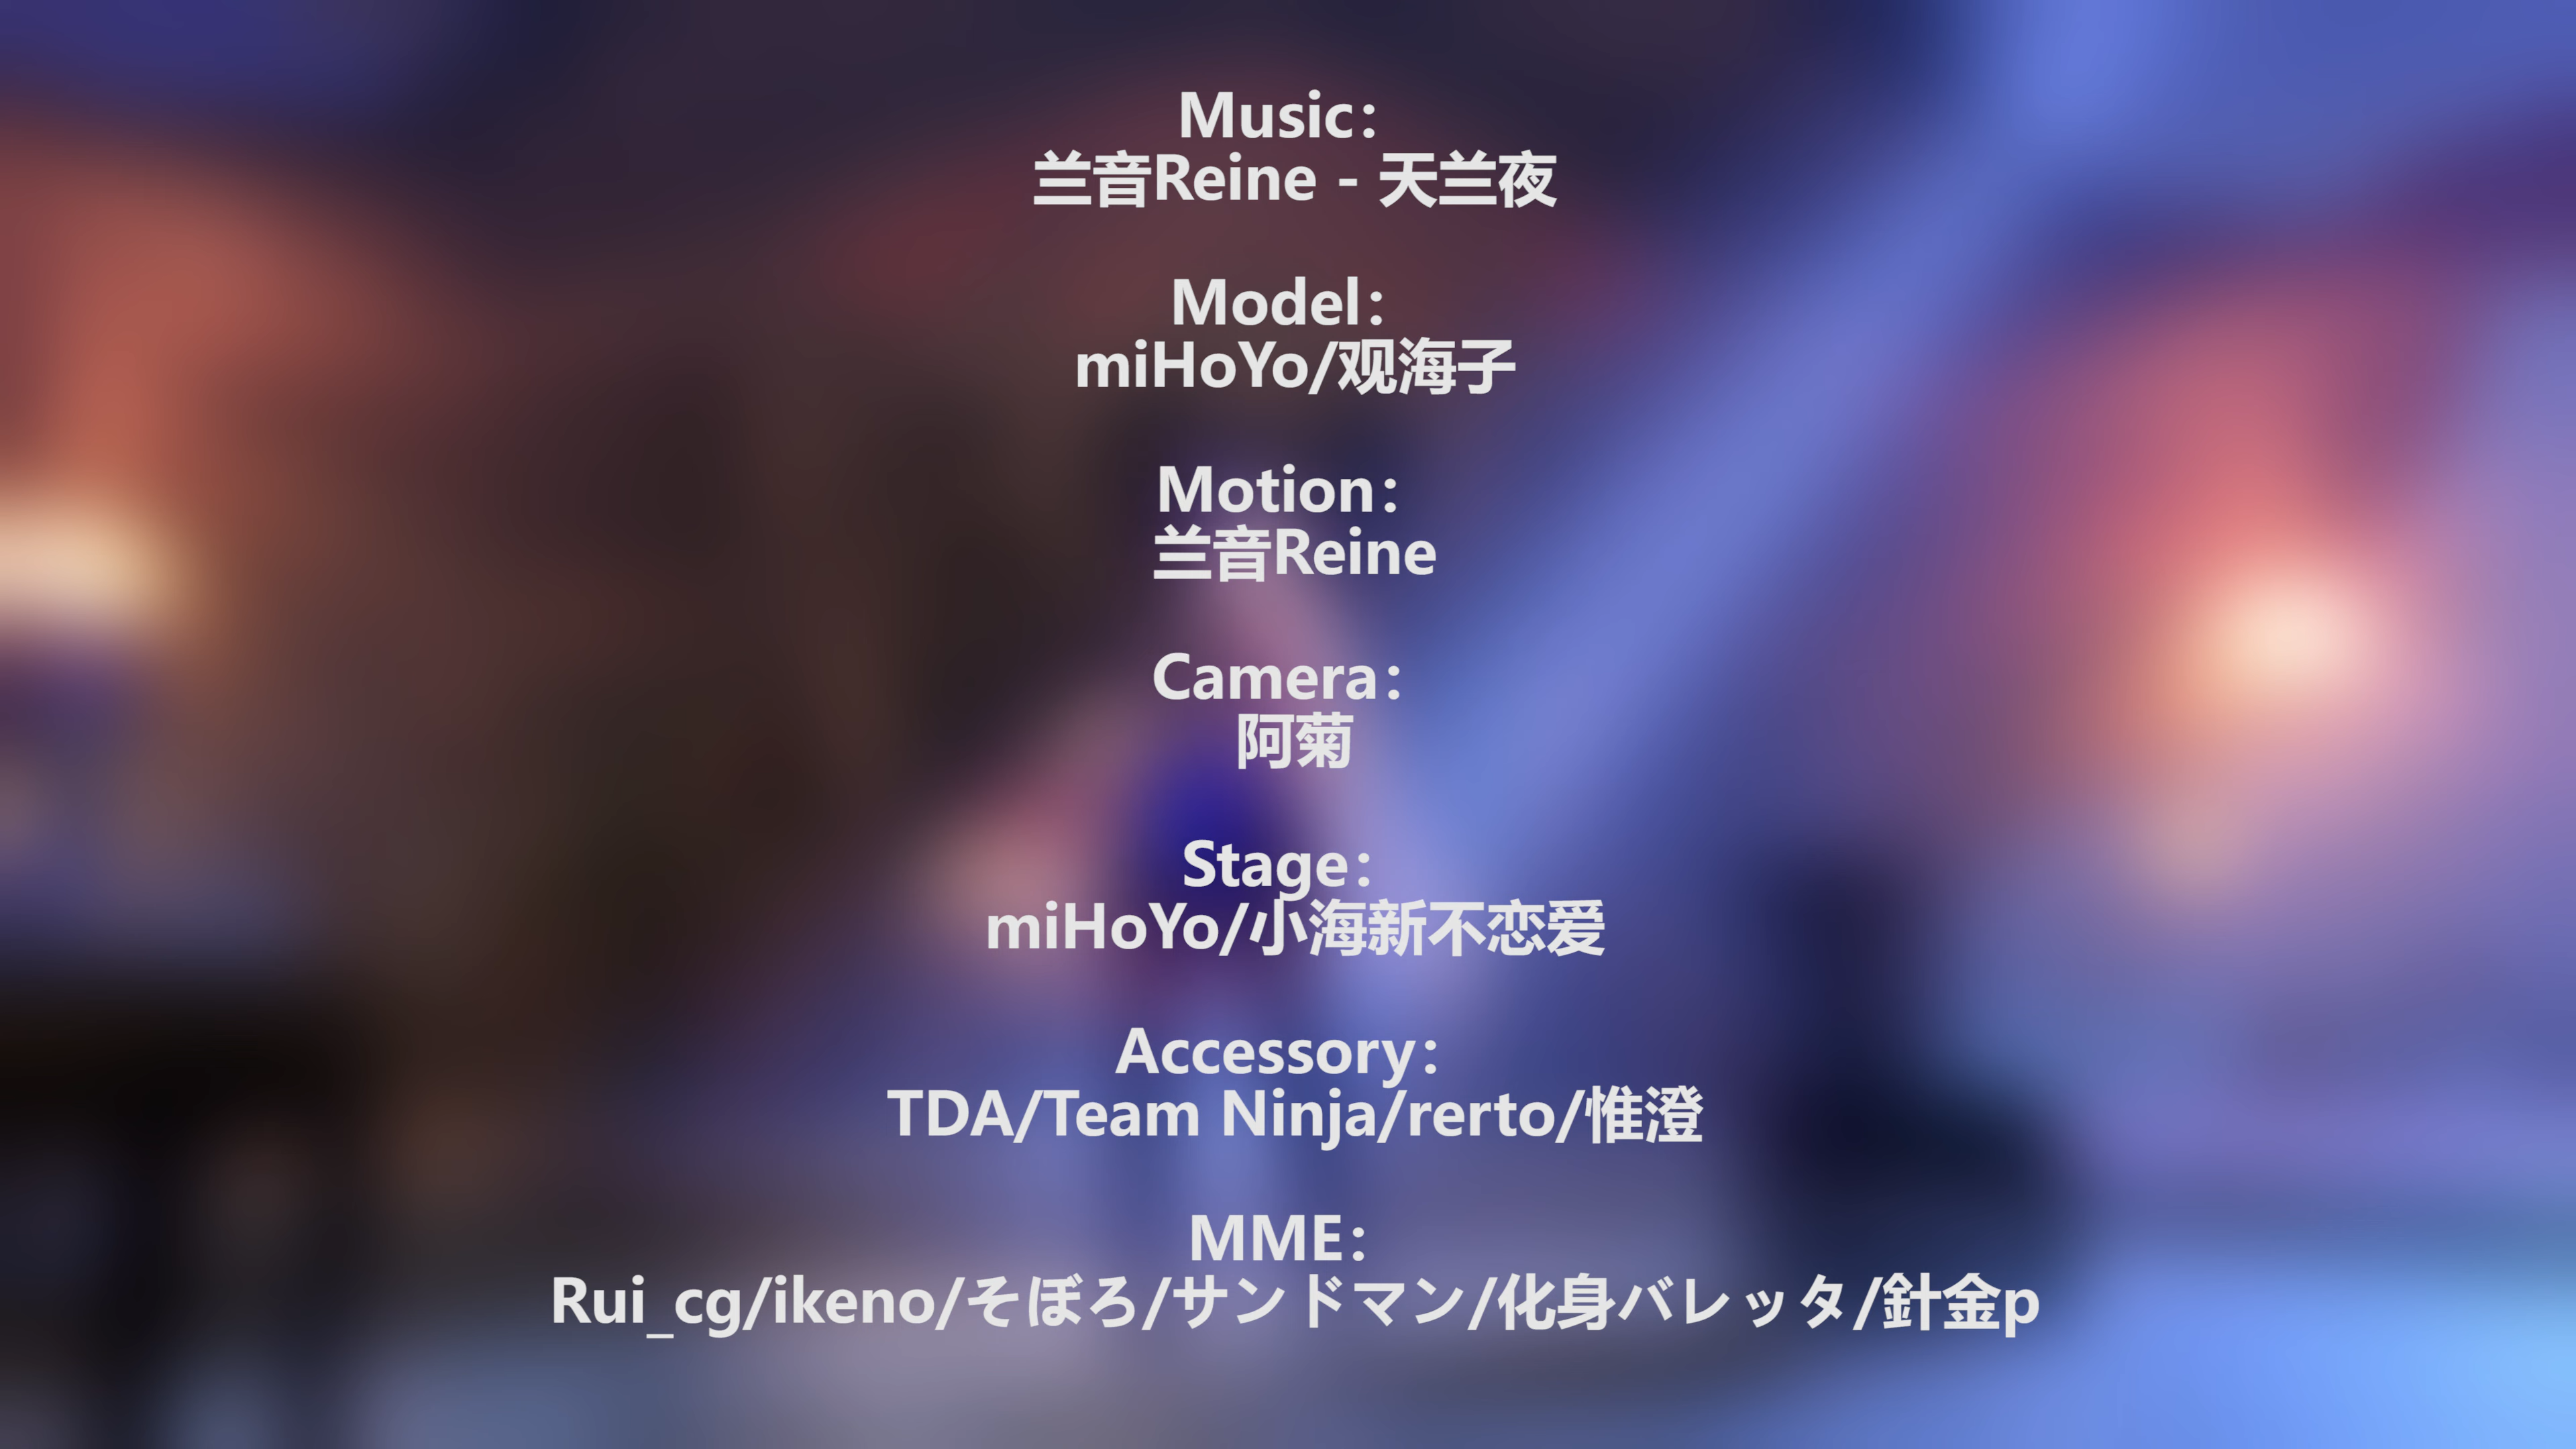 Music：
兰音Reine - 天兰夜
Model：
miHoYo/观海子
Motion：
兰音Reine
Camera：
阿菊
Stage：
miHoYo/小海新不恋爱
Accessory：
TDA/Team Ninja/rerto/惟澄
MME：
Rui_cg/ikeno/そぼろ/サンドマン/化身バレッタ/針金p